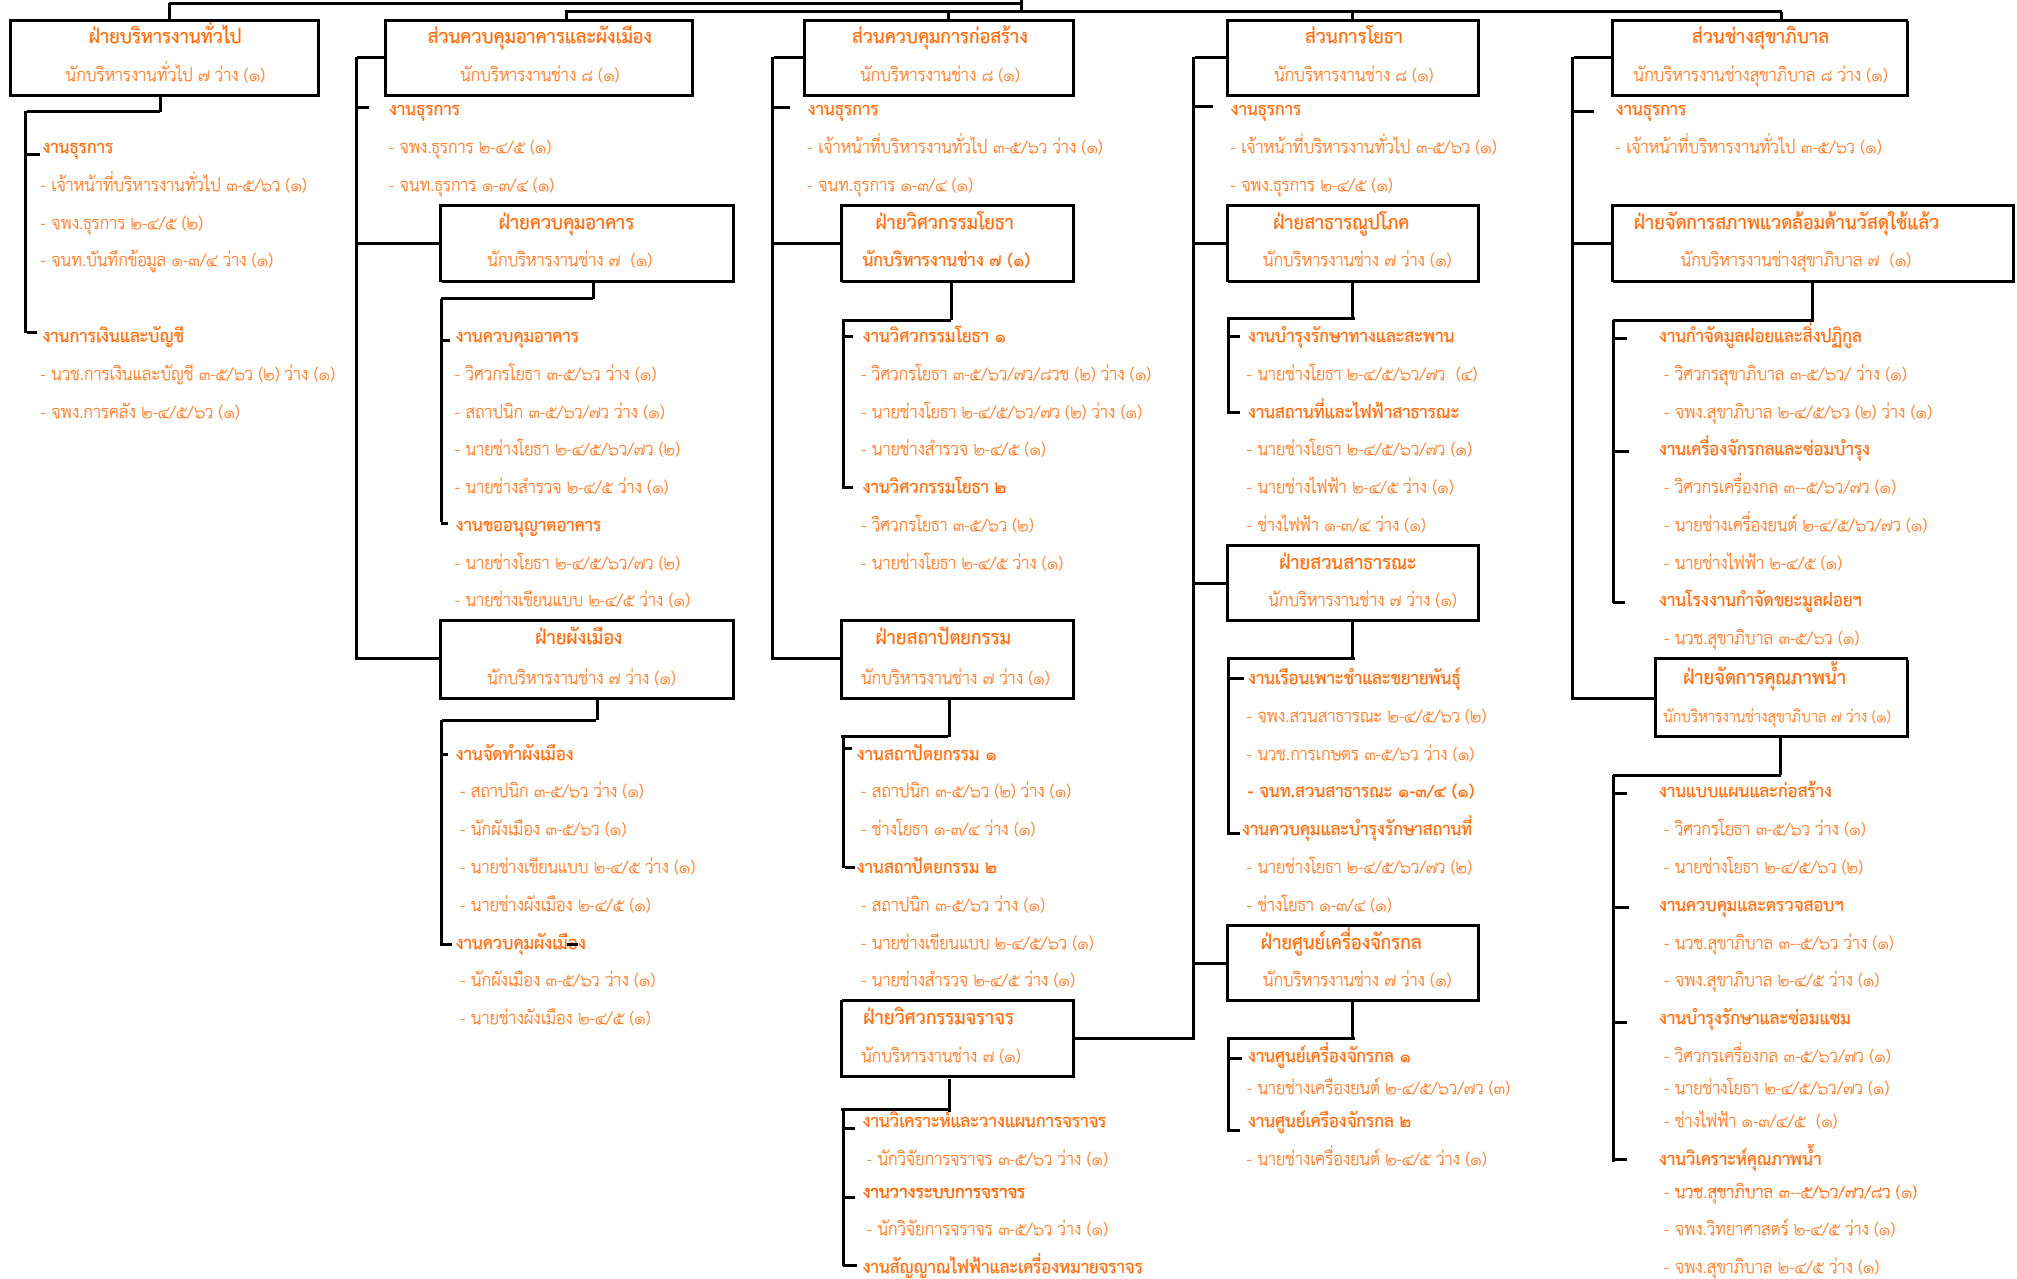 ฝ่ายบริหารงานทั่วไป
นักบริหารงานทั่วไป ๗ ว่าง (๑)
งานธุรการ
- เจ้าหน้าที่บริหารงานทั่วไป ๓-๕/๖ว (๑)
- จพง.ธุรการ ๒-๔/๕ (๒)
- จนท.บันทึกข้อมูล ๑-๓/๔ ว่าง (๑)
งานการเงินและบัญชี
- นวช.การเงินและบัญชี ๓-๕/๖ว (๒) ว่าง (๑)
- จพง.การคลัง ๒-๔/๕/๖ว (๑)
ส่วนควบคุมอาคารและผังเมือง
นักบริหารงานช่าง ๘ (๑)
งานธุรการ
- จพง.ธุรการ ๒-๔/๕ (๑)
- จนท.ธุรการ ๑-๓/๔ (๑)
ฝ่ายควบคุมอาคาร
นักบริหารงานช่าง ๗ (๑)
งานควบคุมอาคาร
- วิศวกรโยธา ๓-๕/๖ว ว่าง (๑)
- สถาปนิก ๓-๕/๖ว/๗ว ว่าง (๑)
- นายช่างโยธา ๒-๔/๕/๖ว/๗ว (๒)
- นายช่างสำรวจ ๒-๔/๕ ว่าง (๑)
งานขออนุญาตอาคาร
- นายช่างโยธา ๒-๔/๕/๖ว/๗ว (๒)
- นายช่างเขียนแบบ ๒-๔/๕ ว่าง (๑)
ฝ่ายผังเมือง
นักบริหารงานช่าง ๗ ว่าง (๑)
งานจัดทำผังเมือง
- สถาปนิก ๓-๕/๖ว ว่าง (๑)
- นักผังเมือง ๓-๕/๖ว (๑)
- นายช่างเขียนแบบ ๒-๔/๕ ว่าง (๑)
- นายช่างผังเมือง ๒-๔/๕ (๑)
งานควบคุมผังเมือง
- นักผังเมือง ๓-๕/๖ว ว่าง (๑)
- นายช่างผังเมือง ๒-๔/๕ (๑)
ส่วนควบคุมการก่อสร้าง
นักบริหารงานช่าง ๘ (๑)
งานธุรการ
- เจ้าหน้าที่บริหารงานทั่วไป ๓-๕/๖ว ว่าง (๑)
- จนท.ธุรการ ๑-๓/๔ (๑)
ฝ่ายวิศวกรรมโยธา
นักบริหารงานช่าง ๗ (๑)
งานวิศวกรรมโยธา ๑
- วิศวกรโยธา ๓-๕/๖ว/๗ว/๘วช (๒) ว่าง (๑)
- นายช่างโยธา ๒-๔/๕/๖ว/๗ว (๒) ว่าง (๑)
- นายช่างสำรวจ ๒-๔/๕ (๑)
งานวิศวกรรมโยธา ๒
- วิศวกรโยธา ๓-๕/๖ว (๒)
- นายช่างโยธา ๒-๔/๕ ว่าง (๑)
ฝ่ายสถาปัตยกรรม
นักบริหารงานช่าง ๗ ว่าง (๑)
งานสถาปัตยกรรม ๑
- สถาปนิก ๓-๕/๖ว (๒) ว่าง (๑)
- ช่างโยธา ๑-๓/๔ ว่าง (๑)
งานสถาปัตยกรรม ๒
- สถาปนิก ๓-๕/๖ว ว่าง (๑)
- นายช่างเขียนแบบ ๒-๔/๕/๖ว (๑)
- นายช่างสำรวจ ๒-๔/๕ ว่าง (๑)
ฝ่ายวิศวกรรมจราจร
นักบริหารงานช่าง ๗ (๑)
งานวิเคราะห์และวางแผนการจราจร
- นักวิจัยการจราจร ๓-๕/๖ว ว่าง (๑)
งานวางระบบการจราจร
- นักวิจัยการจราจร ๓-๕/๖ว ว่าง (๑)
งานสัญญาณไฟฟ้าและเครื่องหมายจราจร
ส่วนการโยธา
นักบริหารงานช่าง ๘ (๑)
งานธุรการ
- เจ้าหน้าที่บริหารงานทั่วไป ๓-๕/๖ว (๑)
- จพง.ธุรการ ๒-๔/๕ (๑)
ฝ่ายสาธารณูปโภค
นักบริหารงานช่าง ๗ ว่าง (๑)
งานบำรุงรักษาทางและสะพาน
- นายช่างโยธา ๒-๔/๕/๖ว/๗ว (๔)
งานสถานที่และไฟฟ้าสาธารณะ
- นายช่างโยธา ๒-๔/๕/๖ว/๗ว (๑)
- นายช่างไฟฟ้า ๒-๔/๕ ว่าง (๑)
- ช่างไฟฟ้า ๑-๓/๔ ว่าง (๑)
ฝ่ายสวนสาธารณะ
นักบริหารงานช่าง ๗ ว่าง (๑)
งานเรือนเพาะชำและขยายพันธุ์
- จพง.สวนสาธารณะ ๒-๔/๕/๖ว (๒)
- นวช.การเกษตร ๓-๕/๖ว ว่าง (๑)
- จนท.สวนสาธารณะ ๑-๓/๔ (๑)
งานควบคุมและบำรุงรักษาสถานที่
- นายช่างโยธา ๒-๔/๕/๖ว/๗ว (๒)
- ช่างโยธา ๑-๓/๔ (๑)
ฝ่ายศูนย์เครื่องจักรกล
นักบริหารงานช่าง ๗ ว่าง (๑)
งานศูนย์เครื่องจักรกล ๑
- นายช่างเครื่องยนต์ ๒-๔/๕/๖ว/๗ว (๓)
งานศูนย์เครื่องจักรกล ๒
- นายช่างเครื่องยนต์ ๒-๔/๕ ว่าง (๑)
ส่วนช่างสุขาภิบาล
นักบริหารงานช่างสุขาภิบาล ๘ ว่าง (๑)
งานธุรการ
- เจ้าหน้าที่บริหารงานทั่วไป ๓-๕/๖ว (๑)
ฝ่ายจัดการสภาพแวดล้อมด้านวัสดุใช้แล้ว
นักบริหารงานช่างสุขาภิบาล ๗ (๑)
งานกำจัดมูลฝอยและสิ่งปฏิกูล
- วิศวกรสุขาภิบาล ๓-๕/๖ว/ ว่าง (๑)
- จพง.สุขาภิบาล ๒-๔/๕/๖ว (๒) ว่าง (๑)
งานเครื่องจักรกลและซ่อมบำรุง
- วิศวกรเครื่องกล ๓--๕/๖ว/๗ว (๑)
- นายช่างเครื่องยนต์ ๒-๔/๕/๖ว/๗ว (๑)
- นายช่างไฟฟ้า ๒-๔/๕ (๑)
งานโรงงานกำจัดขยะมูลฝอยฯ
- นวช.สุขาภิบาล ๓-๕/๖ว (๑)
ฝ่ายจัดการคุณภาพน้ำ
นักบริหารงานช่างสุขาภิบาล ๗ ว่าง (๑)
งานแบบแผนและก่อสร้าง
- วิศวกรโยธา ๓-๕/๖ว ว่าง (๑)
- นายช่างโยธา ๒-๔/๕/๖ว (๒)
งานควบคุมและตรวจสอบฯ
- นวช.สุขาภิบาล ๓--๕/๖ว ว่าง (๑)
- จพง.สุขาภิบาล ๒-๔/๕ ว่าง (๑)
งานบำรุงรักษาและซ่อมแซม
- วิศวกรเครื่องกล ๓-๕/๖ว/๗ว (๑)
- นายช่างโยธา ๒-๔/๕/๖ว/๗ว (๑)
- ช่างไฟฟ้า ๑-๓/๔/๕ (๑)
งานวิเคราะห์คุณภาพน้ำ
- นวช.สุขาภิบาล ๓--๕/๖ว/๗ว/๘ว (๑)
- จพง.วิทยาศาสตร์ ๒-๔/๕ ว่าง (๑)
- จพง.สุขาภิบาล ๒-๔/๕ ว่าง (๑)